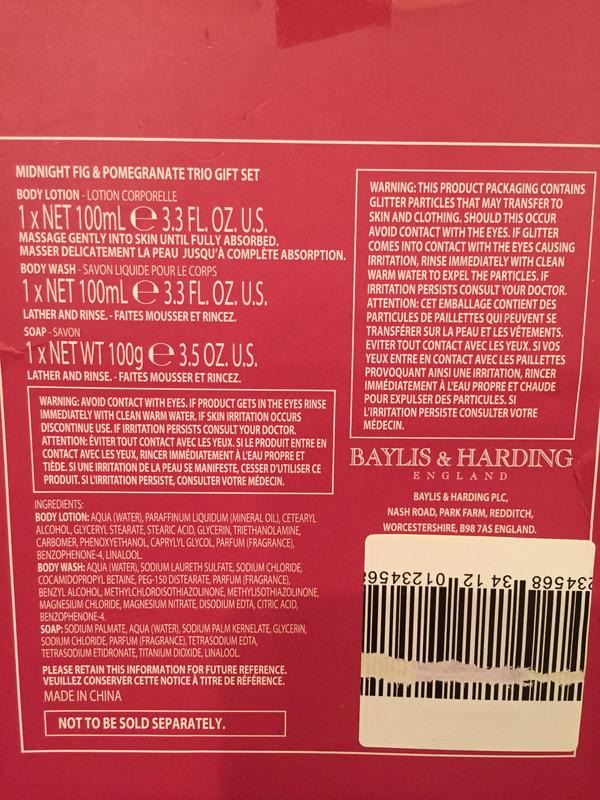 MIDNIGHT FIG & POMEGRANATE TRIO GIFT SET
BODY LOTION - LOTION CORPORELLE
1 x NET 100mL ℮ 3.3 FL. OZ. U.S.
MASSAGE GENTLY INTO SKIN UNTIL FULLY ABSORBED.
MASSER DELICATEMENT LA PEAU JUSQU'À COMPLÈTE ABSORPTION.
BODY WASH - SAVON LIQUIDE POUR LE CORPS
1 x NET 100mL ℮ 3.3 FL. OZ. U.S.
LATHER AND RINSE. - FAITES MOUSSER ET RINCEZ.
SOAP - SAVON
1 x NET WT 100g ℮ 3.5 OZ. U.S.
LATHER AND RINSE. - FAITES MOUSSER ET RINCEZ.
WARNING: AVOID CONTACT WITH EYES. IF PRODUCT GETS IN THE EYES RINSE
IMMEDIATELY WITH CLEAN WARM WATER. IF SKIN IRRITATION OCCURS
DISCONTINUE USE. IF IRRITATION PERSISTS CONSULT YOUR DOCTOR.
ATTENTION: ÉVITER TOUT CONTACT AVEC LES YEUX. SI LE PRODUIT ENTRE EN
CONTACT AVEC LES YEUX, RINCER IMMÉDIATEMENT À L'EAU PROPRE ET
TIÈDE. SI UNE IRRITATION DE LA PEAU SE MANIFESTE, CESSER D'UTILISER CE
PRODUIT. SI L'IRRITATION PERSISTE, CONSULTER VOTRE MÉDECIN.
INGREDIENTS:
BODY LOTION: AQUA (WATER), PARAFFINUM LIQUIDUM (MINERAL OIL), CETEARYL
ALCOHOL, GLYCERYL STEARATE, STEARIC ACID, GLYCERIN, TRIETHANOLAMINE,
CARBOMER, PHENOXYETHANOL, CAPRYLYL GLYCOL, PARFUM (FRAGRANCE),
BENZOPHENONE-4, LINALOOL.
BODY WASH: AQUA (WATER), SODIUM LAURETH SULFATE, SODIUM CHLORIDE,
COCAMIDOPROPYL BETAINE, PEG-150 DISTEARATE, PARFUM (FRAGRANCE),
BENZYL ALCOHOL, METHYLCHLOROISOTHIAZOLINONE, METHYLISOTHIAZOLINONE,
MAGNESIUM CHLORIDE, MAGNESIUM NITRATE, DISODIUM EDTA, CITRIC ACID,
BENZOPHENONE-4.
SOAP: SODIUM PALMATE, AQUA (WATER), SODIUM PALM KERNELATE, GLYCERIN,
SODIUM CHLORIDE, PARFUM (FRAGRANCE), TETRASODIUM EDTA,
TETRASODIUM ETIDRONATE, TITANIUM DIOXIDE, LINALOOL.
PLEASE RETAIN THIS INFORMATION FOR FUTURE REFERENCE.
VEUILLEZ CONSERVER CETTE NOTICE À TITRE DE RÉFÉRENCE.
MADE IN CHINA
NOT TO BE SOLD SEPARATELY.
WARNING: THIS PRODUCT PACKAGING CONTAINS
GLITTER PARTICLES THAT MAY TRANSFER TO
SKIN AND CLOTHING. SHOULD THIS OCCUR
AVOID CONTACT WITH THE EYES. IF GLITTER
COMES INTO CONTACT WITH THE EYES CAUSING
IRRITATION, RINSE IMMEDIATELY WITH CLEAN
WARM WATER TO EXPEL THE PARTICLES. IF
IRRITATION PERSISTS CONSULT YOUR DOCTOR.
ATTENTION: CET EMBALLAGE CONTIENT DES
PARTICULES DE PAILLETTES QUI PEUVENT SE
TRANSFÉRER SUR LA PEAU ET LES VÊTEMENTS.
EVITER TOUT CONTACT AVEC LES YEUX. SI VOS
YEUX ENTRE EN CONTACT AVEC LES PAILLETTES
PROVOQUANT AINSI UNE IRRITATION, RINCER
IMMÉDIATEMENT À L'EAU PROPRE ET CHAUDE
POUR EXPULSER DES PARTICULES. SI
L'IRRITATION PERSISTE CONSULTER VOTRE
MÉDECIN.
BAYLIS & HARDING
ENGLAND
BAYLIS & HARDING PLC,
NASH ROAD, PARK FARM, REDDITCH,
WORCESTERSHIRE, B98 7AS ENGLAND.